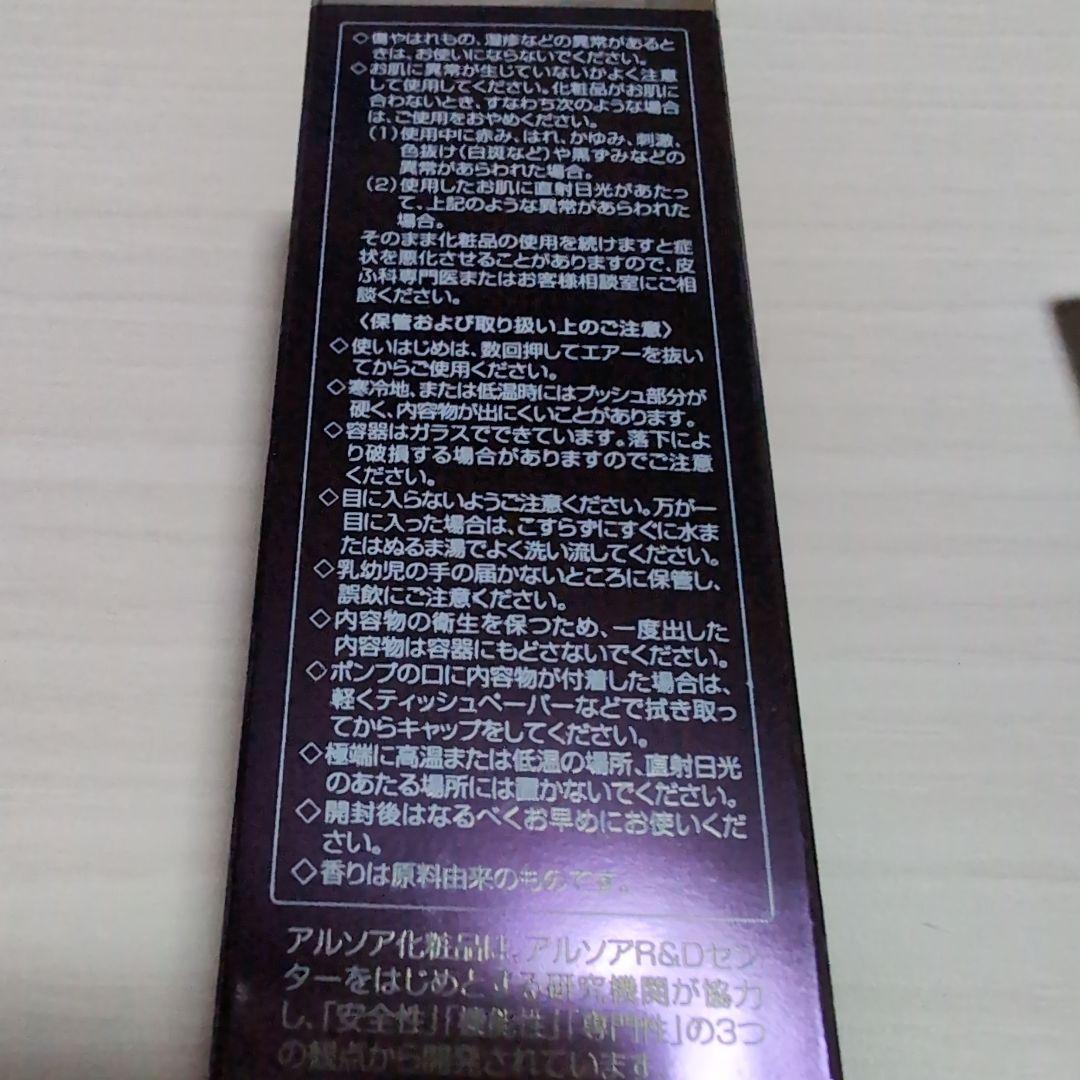 ◇傷やはれもの、湿疹などの異常があると
きは、お使いにならないでください。
◇お肌に異常が生じていないかよく注意
して使用してください。化粧品がお肌に
合わないとき、すなわち次のような場合
は、ご使用をおやめください。
(1)使用中に赤み、はれ、かゆみ、刺激、
色抜け(白斑など)や黒ずみなどの
異常があらわれた場合。
(2)使用したお肌に直射日光があたっ
て、上記のような異常があらわれた
場合。
そのまま化粧品の使用を続けますと症
状を悪化させることがありますので、皮
ふ科専門医またはお客様相談室にご相
談ください。
〈保管および取り扱い上のご注意〉
◇使いはじめは、数回押してエアーを抜い
てからご使用ください。
◇寒冷地、または低温時にはプッシュ部分が
硬く、内容物が出にくいことがあります。
◇容器はガラスでできています。落下によ
り破損する場合がありますのでご注意
ください。
◇目に入らないようご注意ください。万が一
目に入った場合は、こすらずにすぐに水ま
たはぬるま湯でよく洗い流してください。
◇乳幼児の手の届かないところに保管し、
誤飲にご注意ください。
◇内容物の衛生を保つため、一度出した
内容物は容器にもどさないでください。
◇ポンプの口に内容物が付着した場合は、
軽くティッシュペーパーなどで拭き取っ
てからキャップをしてください。
◇極端に高温または低温の場所、直射日光
のあたる場所には置かないでください。
◇開封後はなるべくお早めにお使いくだ
さい。
◇香りは原料由来のものです。
アルソア化粧品は、アルソアR&Dセン
ターをはじめとする研究機関が協力
し、「安全性」「機能性」「専門性」の3つ
の観点から開発されています